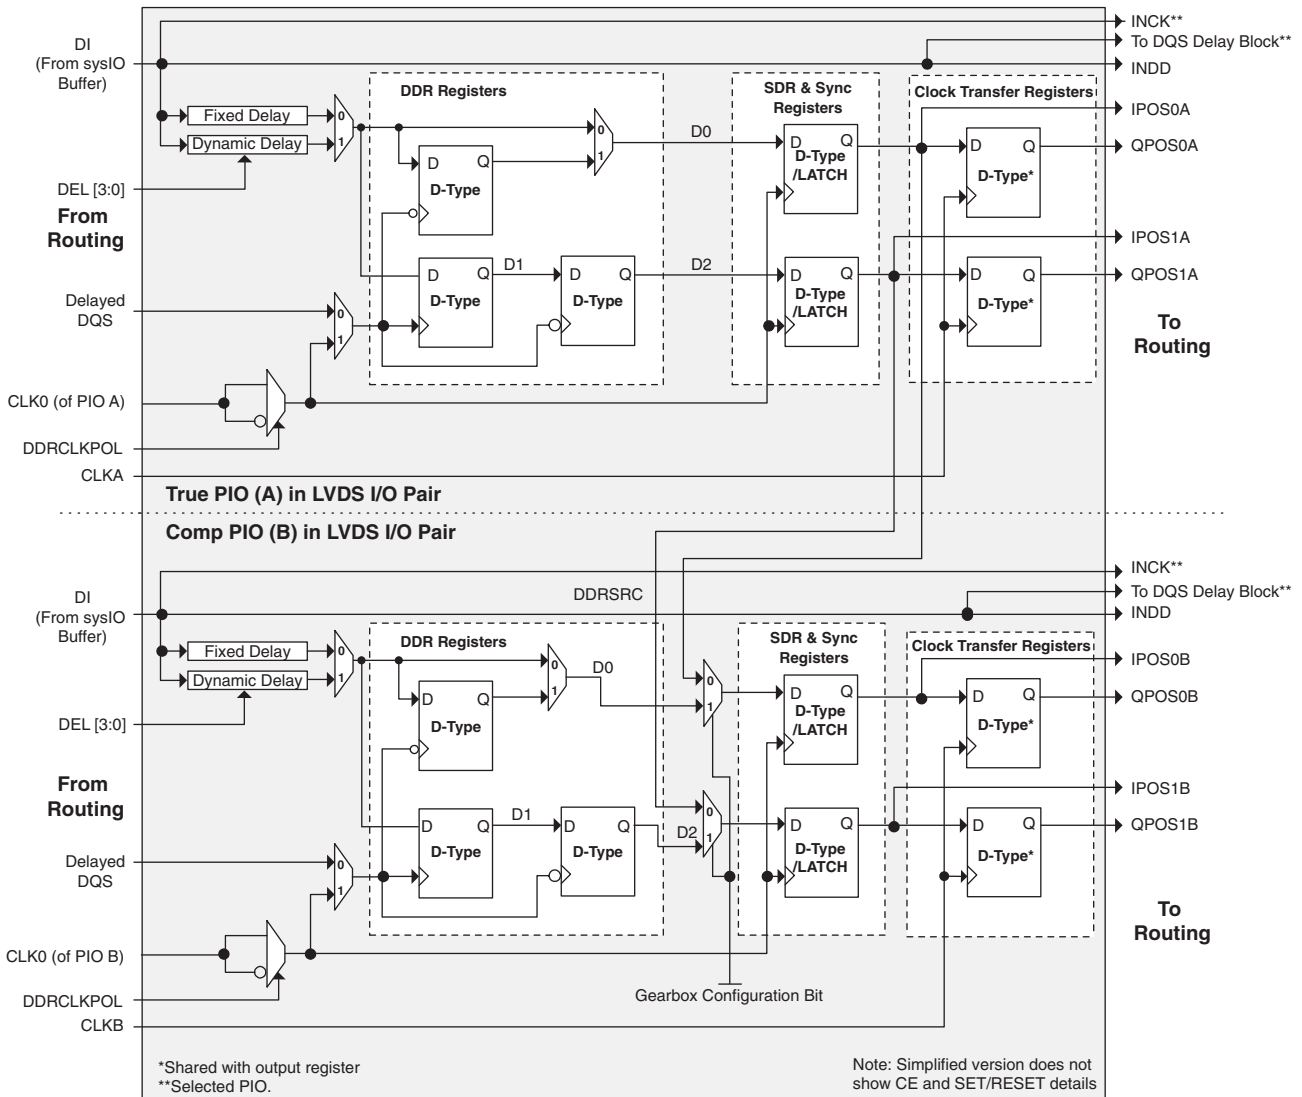 INCK**
To DQS Delay Block**
INDD
DI
(From sysIO
Buffer)
DDR Registers
SDR & Sync
Registers
Clock Transfer Registers
IPOS0A
Fixed Delay
0
Dynamic Delay
1
0
1
D0
D Q
D-Type
/LATCH
D Q
D-Type*
QPOS0A
D Q
D-Type
DEL [3:0]
From
Routing
IPOS1A
D Q
D-Type
D1
D Q
D-Type
D2
D Q
D-Type
/LATCH
D Q
D-Type*
QPOS1A
Delayed
DQS
0
1
To
Routing
CLK0 (of PIO A)
DDRCLKPOL
CLKA
True PIO (A) in LVDS I/O Pair
Comp PIO (B) in LVDS I/O Pair
INCK**
To DQS Delay Block**
INDD
DI
(From sysIO
Buffer)
DDRSRC
DDR Registers
SDR & Sync
Registers
Clock Transfer Registers
IPOS0B
Fixed Delay
0
Dynamic Delay
1
0
1
D0
0
1
D Q
D-Type
/LATCH
D Q
D-Type*
QPOS0B
D Q
D-Type
DEL [3:0]
From
Routing
IPOS1B
D Q
D-Type
D1
D Q
D-Type
D2
0
1
D Q
D-Type
/LATCH
D Q
D-Type*
QPOS1B
Delayed
DQS
0
1
To
Routing
CLK0 (of PIO B)
DDRCLKPOL
Gearbox Configuration Bit
CLKB
*Shared with output register
**Selected PIO.
Note: Simplified version does not
show CE and SET/RESET details